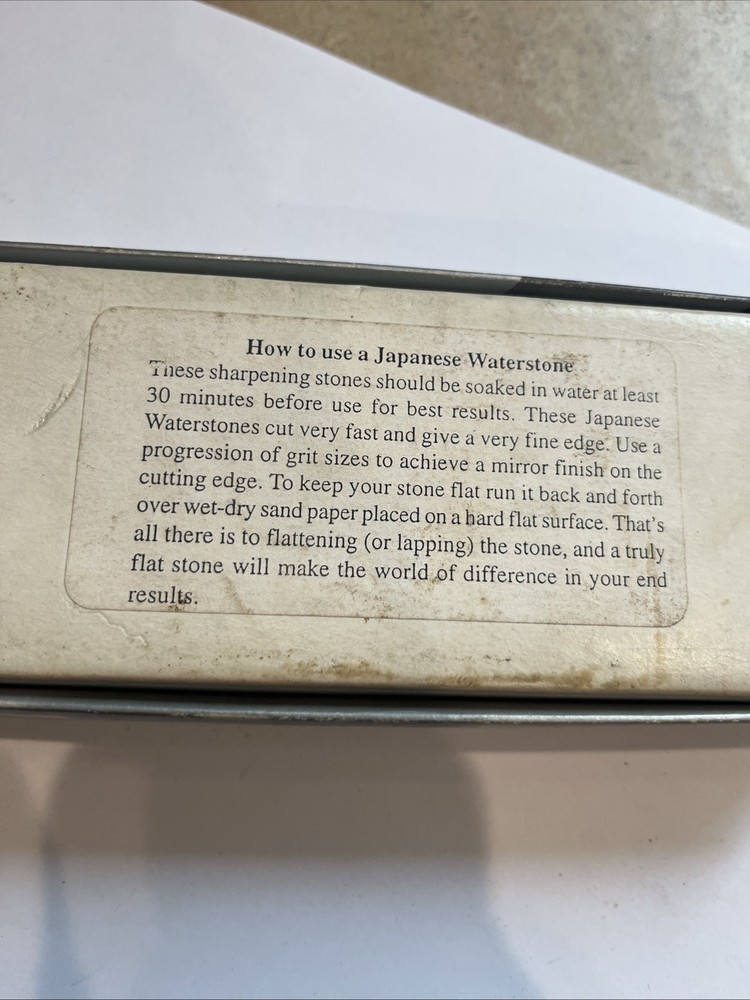 How to use a Japanese Waterstone
These sharpening stones should be soaked in water at least
30 minutes before use for best results. These Japanese
Waterstones cut very fast and give a very fine edge. Use a
progression of grit sizes to achieve a mirror finish on the
cutting edge. To keep your stone flat run it back and forth
over wet-dry sand paper placed on a hard flat surface. That's
all there is to flattening (or lapping) the stone, and a truly
flat stone will make the world of difference in your end
results.